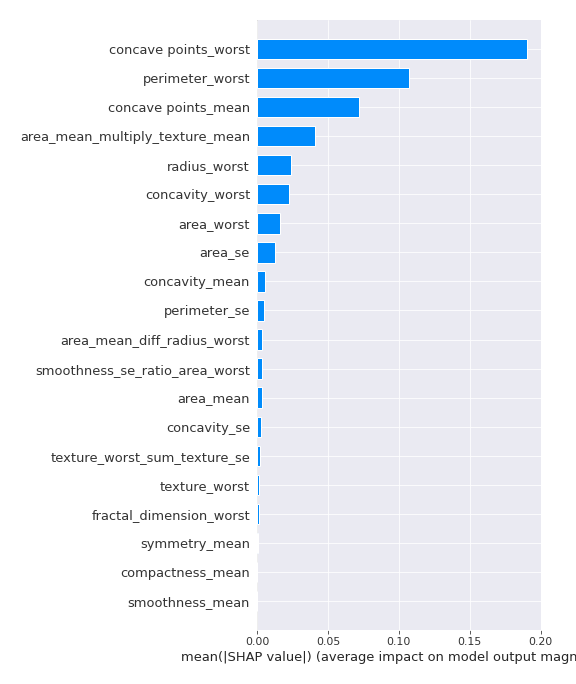 concave points_worst
perimeter_worst
concave points_mean
area_mean_multiply_texture_mean
radius_worst
concavity_worst
area_worst
area_se
concavity_mean
perimeter_se
area_mean_diff_radius_worst
smoothness_se_ratio_area_worst
area_mean
concavity_se
texture_worst_sum_texture_se
texture_worst
fractal_dimension_worst
symmetry_mean
compactness_mean
smoothness_mean
0.00 0.05 0.10 0.15 0.20
mean(|SHAP value|) (average impact on model output magn